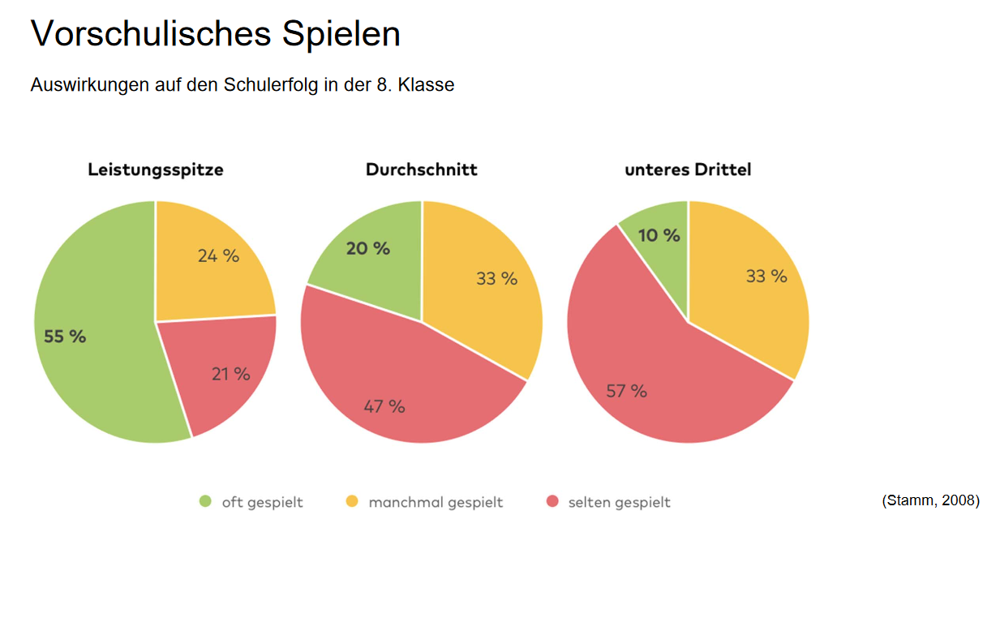 Vorschulisches Spielen
Auswirkungen auf den Schulerfolg in der 8. Klasse
Leistungsspitze
24 %
55 %
21 %
Durchschnitt
20 %
33 %
47 %
unteres Drittel
10 %
33 %
57 %
oft gespielt
manchmal gespielt
selten gespielt
(Stamm, 2008)